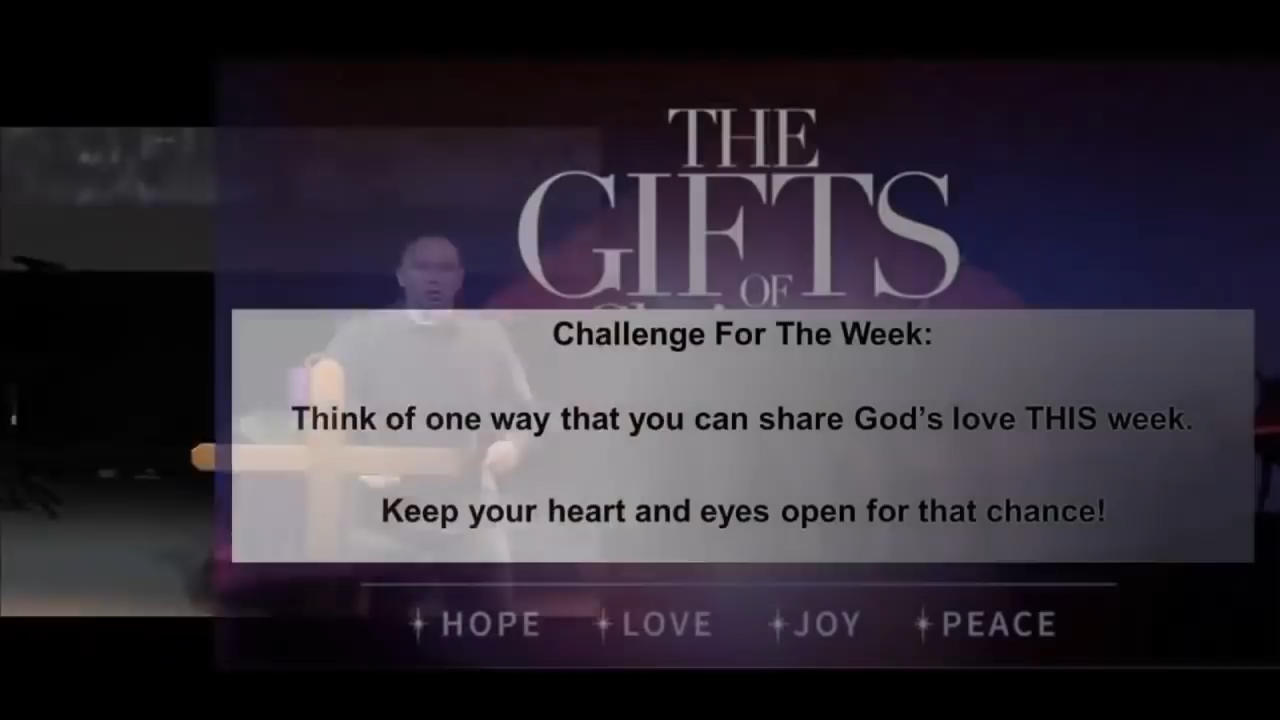 THE
GIFTS
OF
Challenge For The Week:
Think of one way that you can share God’s love THIS week.
Keep your heart and eyes open for that chance!
HOPE LOVE JOY PEACE